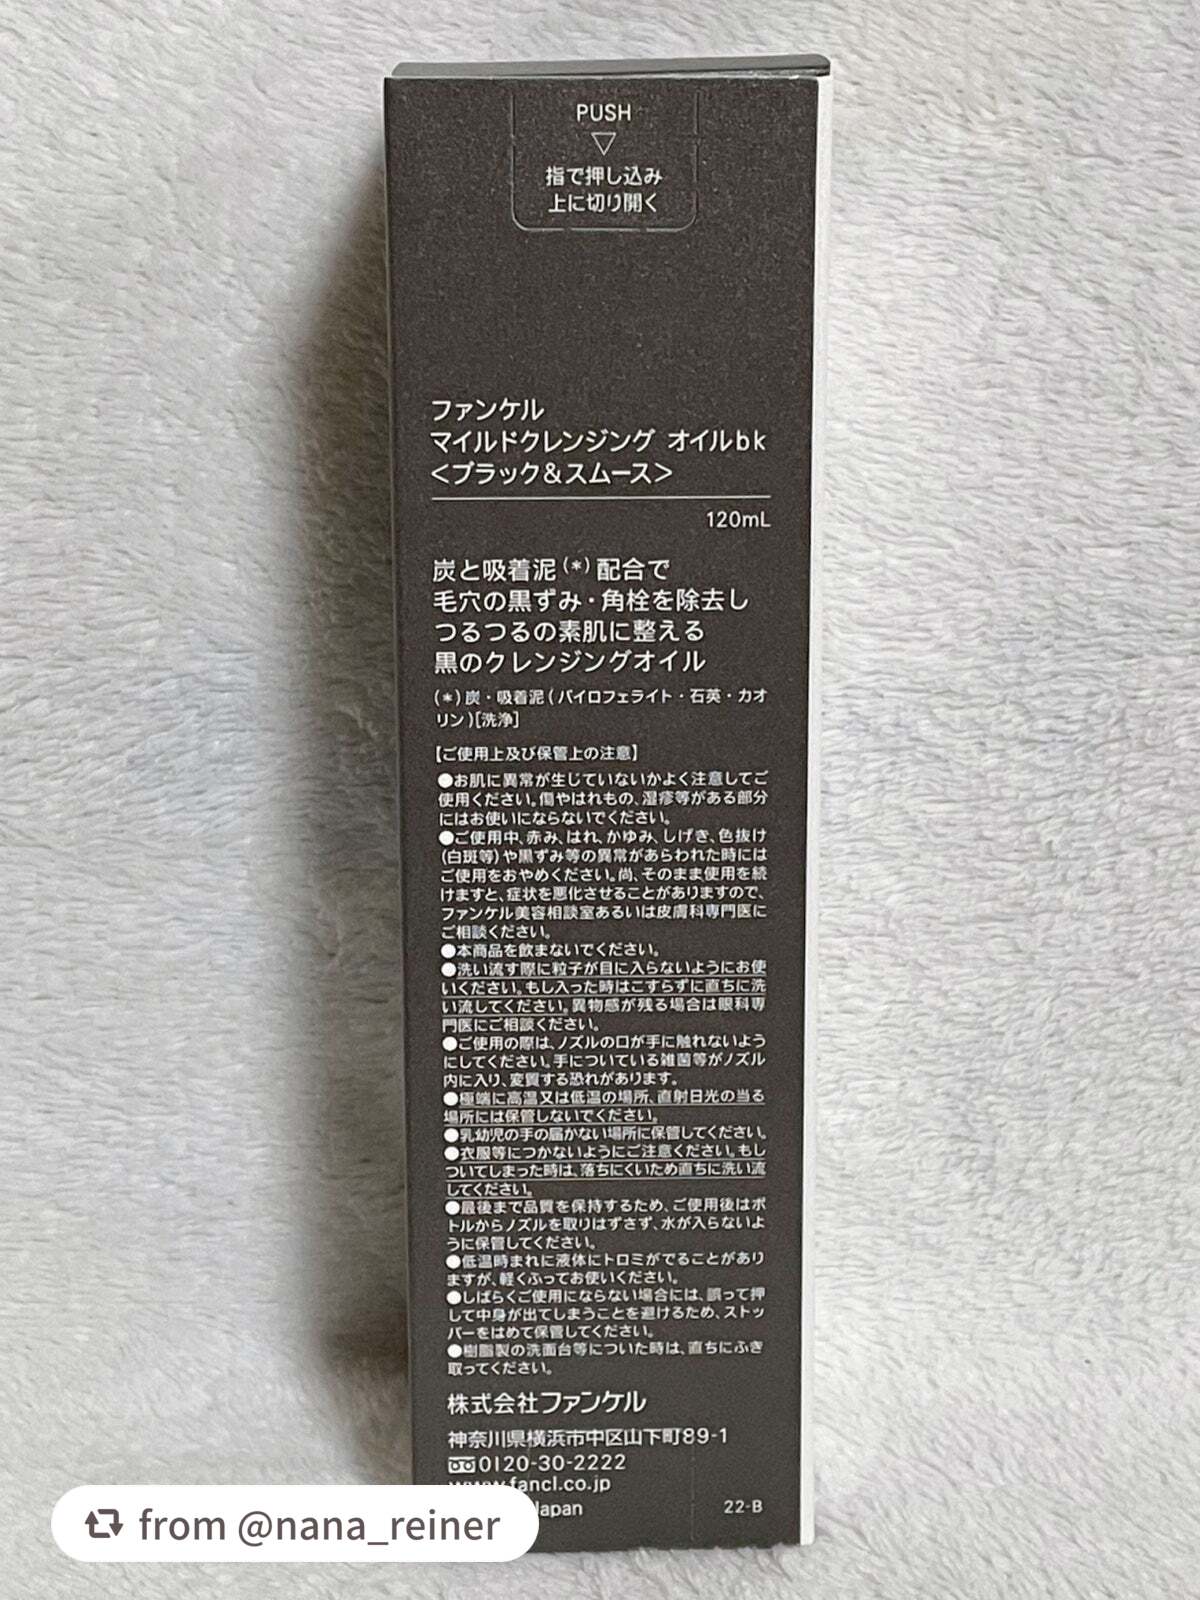 PUSH
▽
指で押し込み
上に切り開く
ファンケル
マイルドクレンジング オイルbk
<ブラック&スムース>
120mL
炭と吸着泥(*)配合で
毛穴の黒ずみ・角栓を除去し
つるつるの素肌に整える
黒のクレンジングオイル
(*)炭・吸着泥(パイロフェライト・石英・カオ
リン)[洗浄]
【ご使用上及び保管上の注意】
●お肌に異常が生じていないかよく注意してご
使用ください。傷やはれもの、湿疹等がある部分
にはお使いにならないでください。
●ご使用中、赤み、はれ、かゆみ、しげき、色抜け
(白斑等)や黒ずみ等の異常があらわれた時には
ご使用をおやめください。尚、そのまま使用を続
けますと、症状を悪化させることがありますので、
ファンケル美容相談室あるいは皮膚科専門医に
ご相談ください。
●本商品を飲まないでください。
●洗い流す際に粒子が目に入らないようにお使
いください。もし入った時はこすらずに直ちに洗
い流してください。異物感が残る場合は眼科専
門医にご相談ください。
●ご使用の際は、ノズルの口が手に触れないよう
にしてください。手についている雑菌等がノズル
内に入り、変質する恐れがあります。
●極端に高温又は低温の場所、直射日光の当る
場所には保管しないでください。
●乳幼児の手の届かない場所に保管してください。
●衣服等につかないようにご注意ください。もし
ついてしまった時は、落ちにくいため直ちに洗い流
してください。
●最後まで品質を保持するため、ご使用後はボ
トルからノズルを取りはずさず、水が入らないよ
うに保管してください。
●低温時まれに液体にトロミがでることがあり
ますが、軽くふってお使いください。
●しばらくご使用にならない場合には、誤って押
して中身が出てしまうことを避けるため、ストッ
パーをはめて保管してください。
●樹脂製の洗面台等についた時は、直ちにふき
取ってください。
株式会社ファンケル
神奈川県横浜市中区山下町89-1
0120-30-2222
www.fancl.co.jp
Japan 22-B
from @nana_reiner